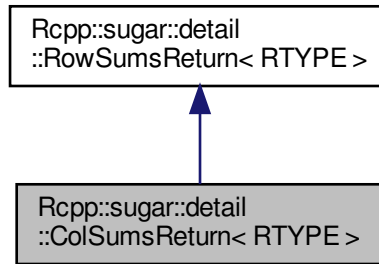 Rcpp::sugar::detail
::RowSumsReturn< RTYPE >
Rcpp::sugar::detail
::ColSumsReturn< RTYPE >